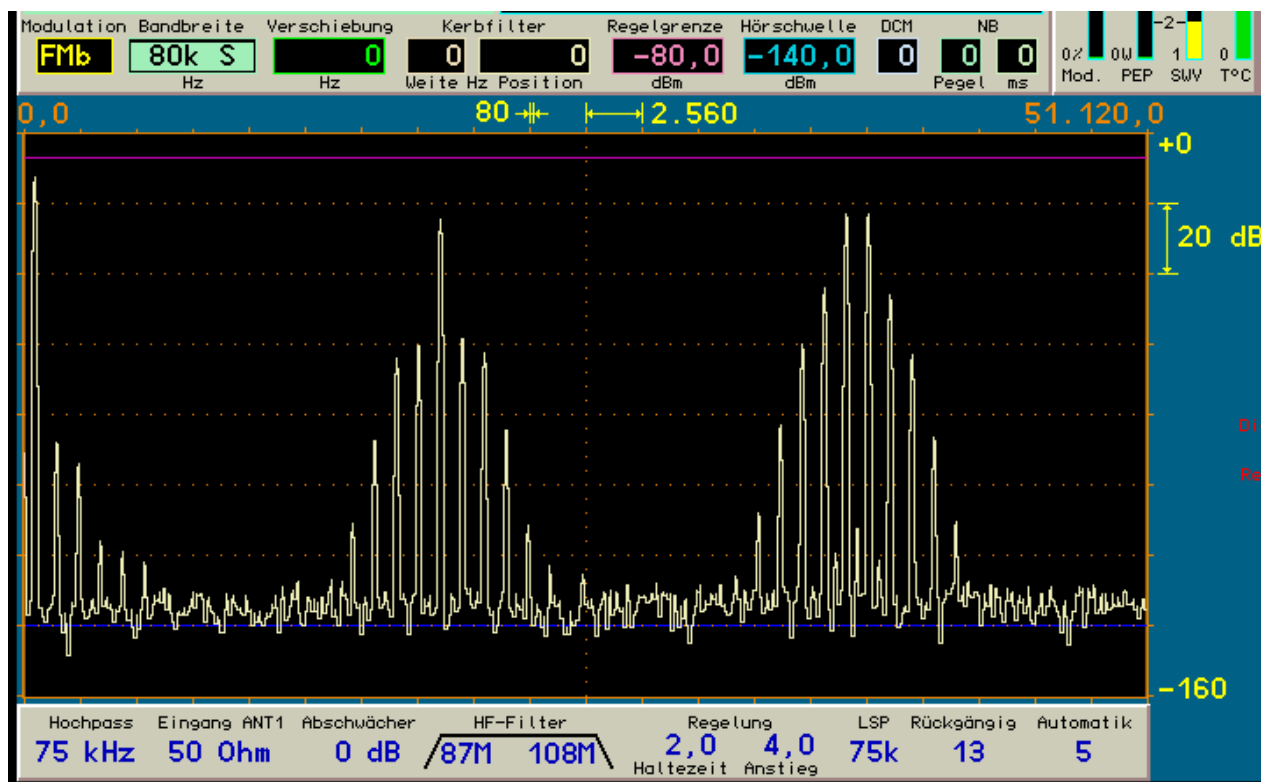 Modulation Bandbreite Verschiebung Kerbfilter Regelgrenze Hörschwelle DCM NB
FMb 80k S 0 0 0 -80,0 -140,0 0 0 0
Hz Hz Weite Hz Position dBm dBm Pegel ms
-2-
0% 0W 1 0
Mod. PEP SWV T°C
0,0 80 2.560 51.120,0
+0
20 dB
Di
Re
-160
Hochpass Eingang ANT1 Abschwächer HF-Filter Regelung LSP Rückgängig Automatik
75 kHz 50 Ohm 0 dB 87M 108M 2,0 4,0 75k 13 5
Haltezeit Anstieg